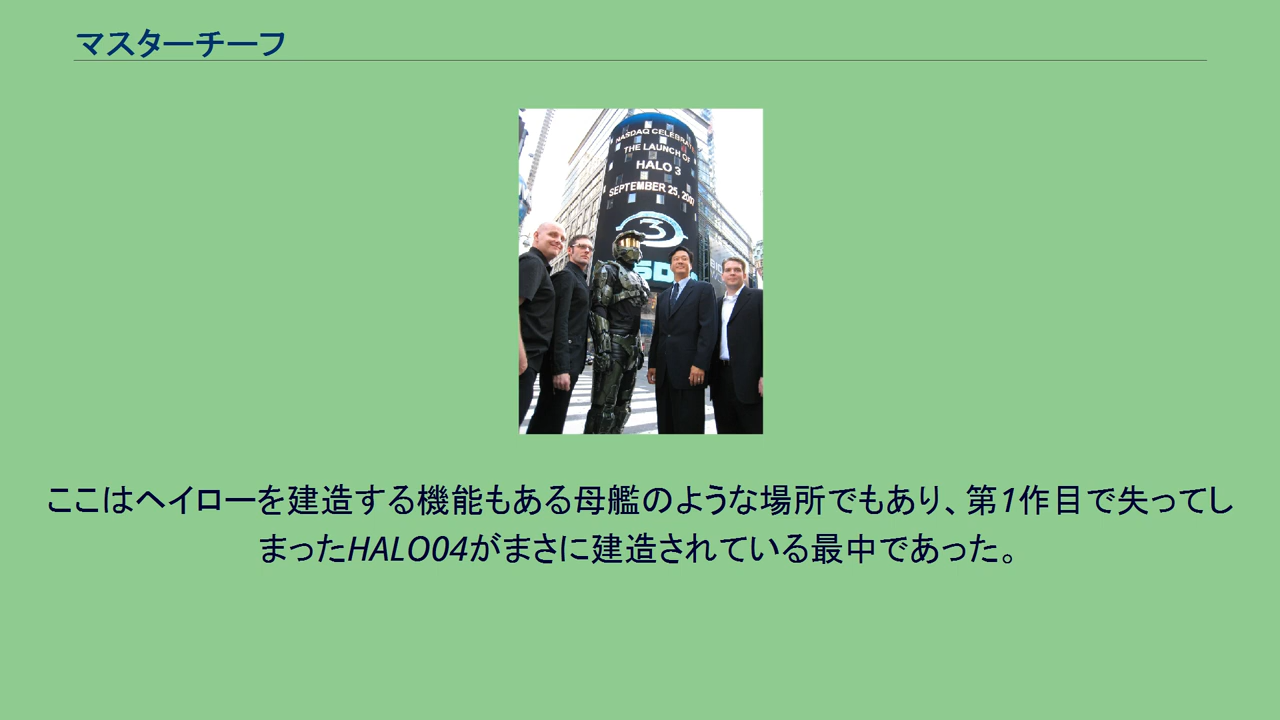 マスターチーフ
NASDAQ CELEBRATE
THE LAUNCH OF
HALO 3
SEPTEMBER 25, 2007
3
ここはヘイローを建造する機能もある母艦のような場所でもあり、第1作目で失ってし
まったHALO04がまさに建造されている最中であった。